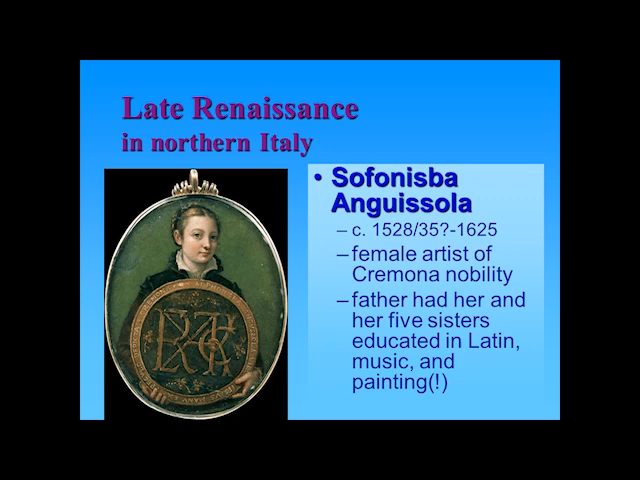 Late Renaissance
in northern Italy
• Sofonisba
Anguissola
–c. 1528/35?-1625
–female artist of
Cremona nobility
–father had her and
her five sisters
educated in Latin,
music, and
painting(!)